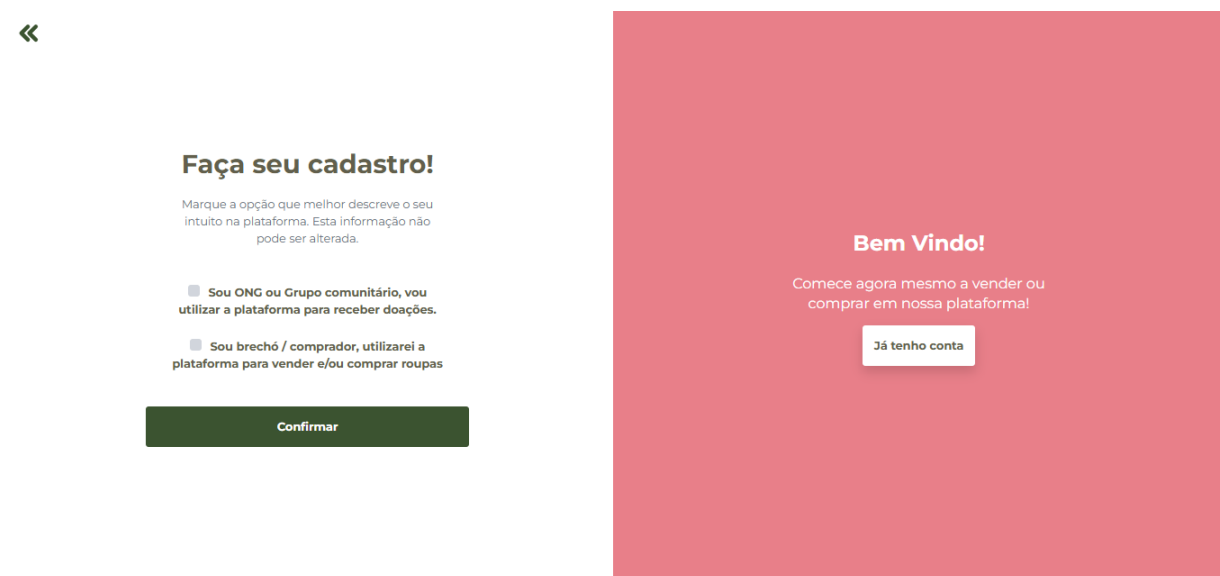 Faça seu cadastro!
Marque a opção que melhor descreve o seu
intuito na plataforma. Esta informação não
pode ser alterada.
Sou ONG ou Grupo comunitário, vou
utilizar a plataforma para receber doações.
Sou brechó / comprador, utilizarei a
plataforma para vender e/ou comprar roupas
Confirmar
Bem Vindo!
Comece agora mesmo a vender ou
comprar em nossa plataforma!
Já tenho conta